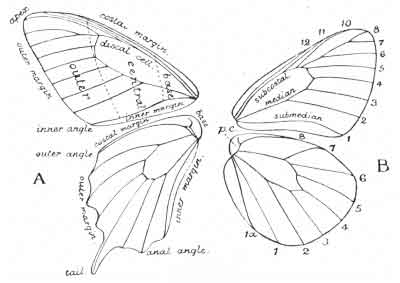 apex
costal margin
discal cell
outer margin
outer
central
base
inner margin
inner angle
costal margin
base
outer angle
A
outer margin
inner margin
anal angle.
tail.
12
11
10
8
7
6
5
4
3
2
1
subcostal
median
submedian
p.c.
8
7
B
6
5
4
3
2
1
1a